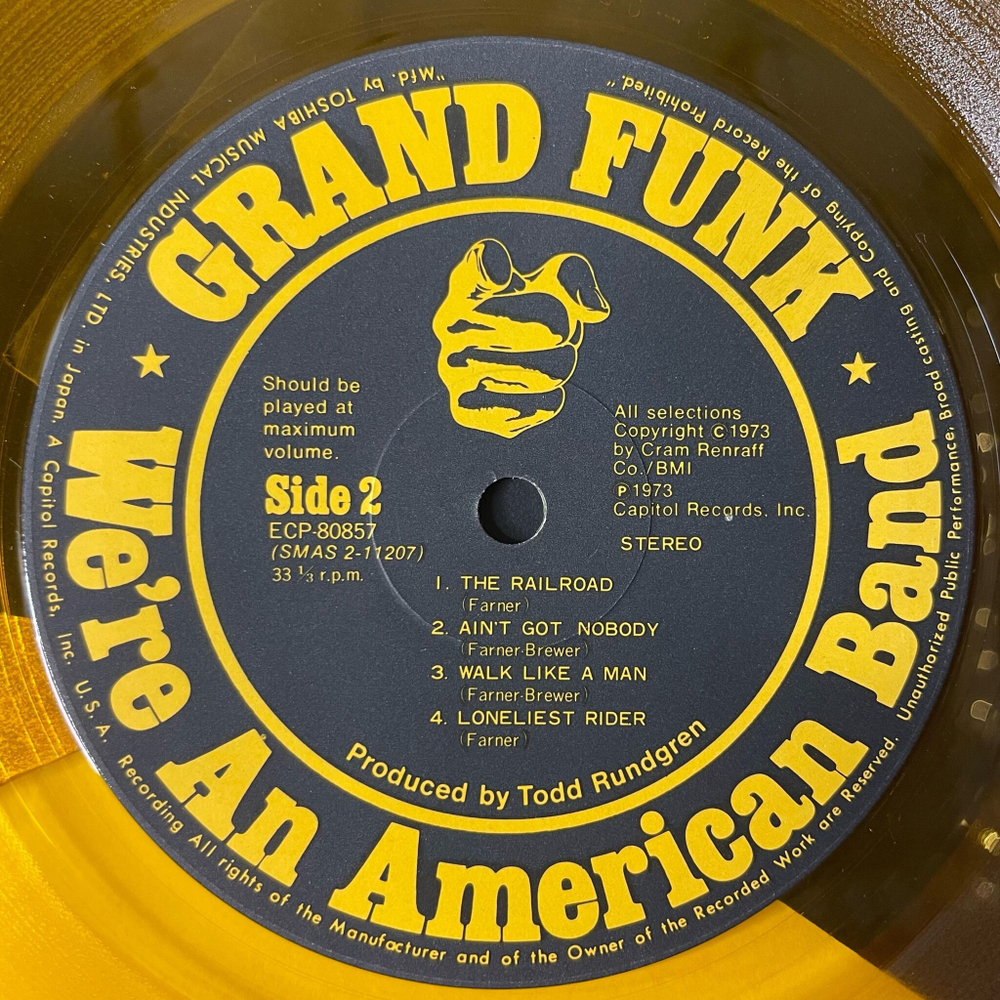 GRAND FUNK
We're An American Band
Should be
played at
maximum
volume.
Side 2
ECP-80857
(SMAS 2-11207)
33 ⅓ r.p.m.
All selections
Copyright © 1973
by Cram Renraff
Co./BMI
℗ 1973
Capitol Records, Inc.
STEREO
1. THE RAILROAD
(Farner)
2. AIN'T GOT NOBODY
(Farner-Brewer)
3. WALK LIKE A MAN
(Farner-Brewer)
4. LONELIEST RIDER
(Farner)
Produced by Todd Rundgren
"Mfd. by TOSHIBA MUSICAL INDUSTRIES, LTD. in Japan. A Capitol Records, Inc. U.S.A. Recording All rights of the Manufacturer and of the Owner of the Recorded Work are Reserved. Unauthorized Public Performance, Broad casting and Copying of the Record Prohibited."